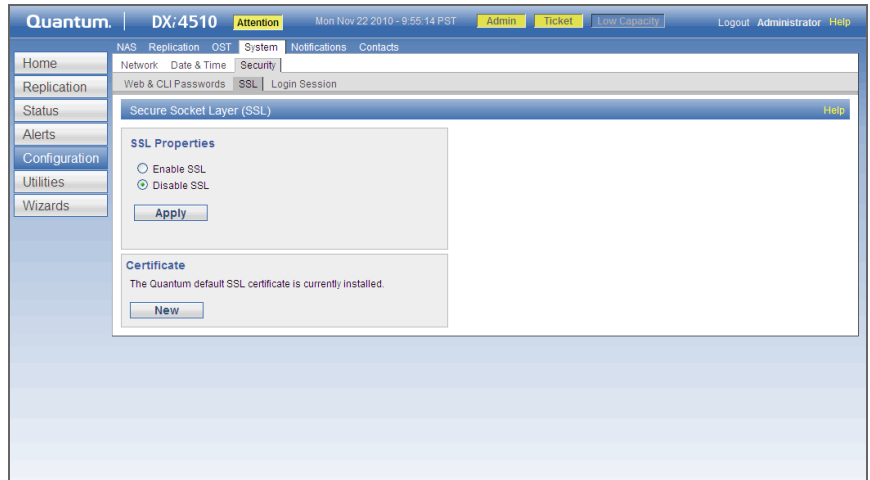 Quantum. DXi4510 Attention Mon Nov 22 2010 - 9:55:14 PST Admin Ticket Low Capacity Logout Administrator Help
NAS Replication OST System Notifications Contacts
Network Date & Time Security
Web & CLI Passwords SSL Login Session
Home
Replication
Status
Alerts
Configuration
Utilities
Wizards
Secure Socket Layer (SSL) Help
SSL Properties
Enable SSL
Disable SSL
Apply
Certificate
The Quantum default SSL certificate is currently installed.
New